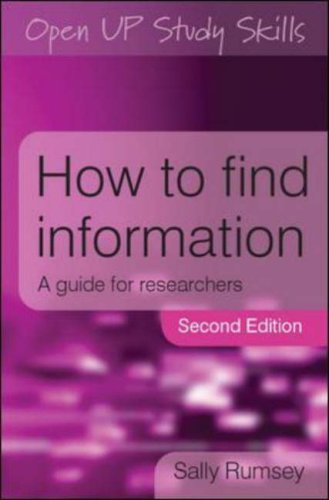 Open UP Study Skills
How to find
information
A guide for researchers
Second Edition
Sally Rumsey